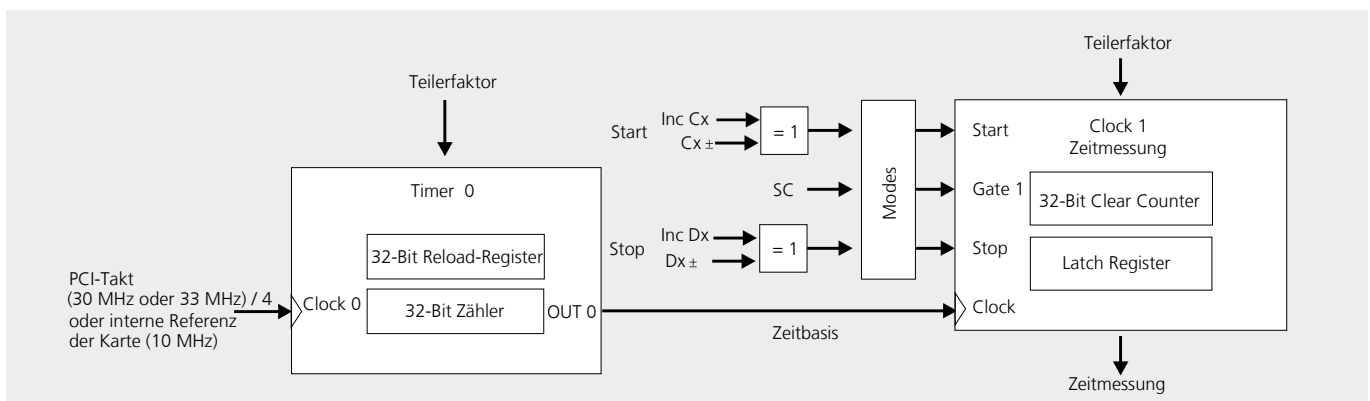 Teilerfaktor
Timer 0
32-Bit Reload-Register
32-Bit Zähler
PCI-Takt
(30 MHz oder 33 MHz) / 4
oder interne Referenz
der Karte (10 MHz)
Clock 0
OUT 0
Zeitbasis
Start
Inc Cx
Cx ±
= 1
SC
Stop
Inc Dx
Dx ±
= 1
Modes
Teilerfaktor
Clock 1
Zeitmessung
Start
Gate 1
Stop
Clock
32-Bit Clear Counter
Latch Register
Zeitmessung